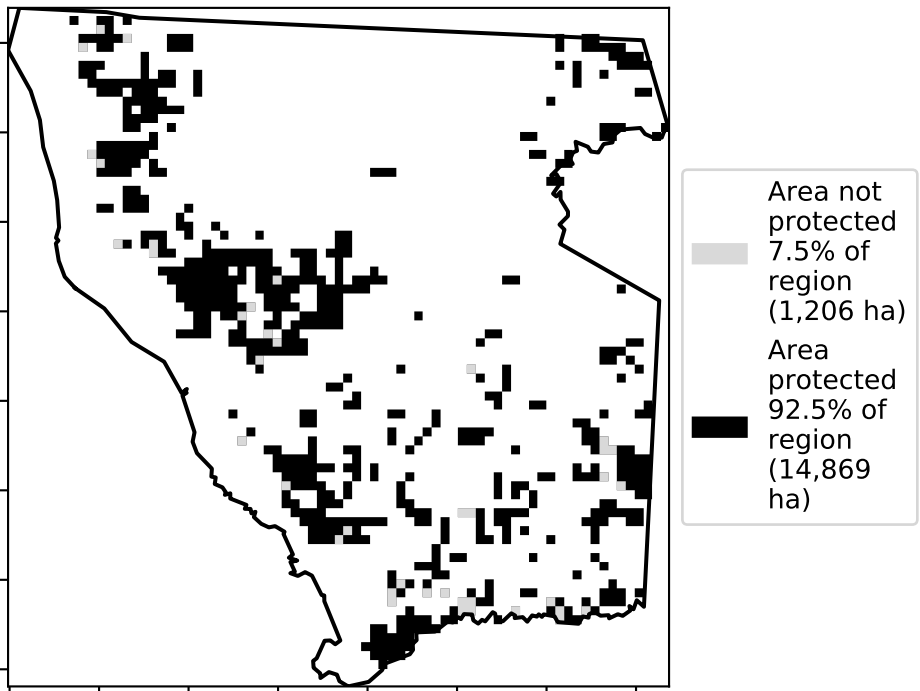 Area not
protected
7.5% of
region
(1,206 ha)
Area
protected
92.5% of
region
(14,869
ha)